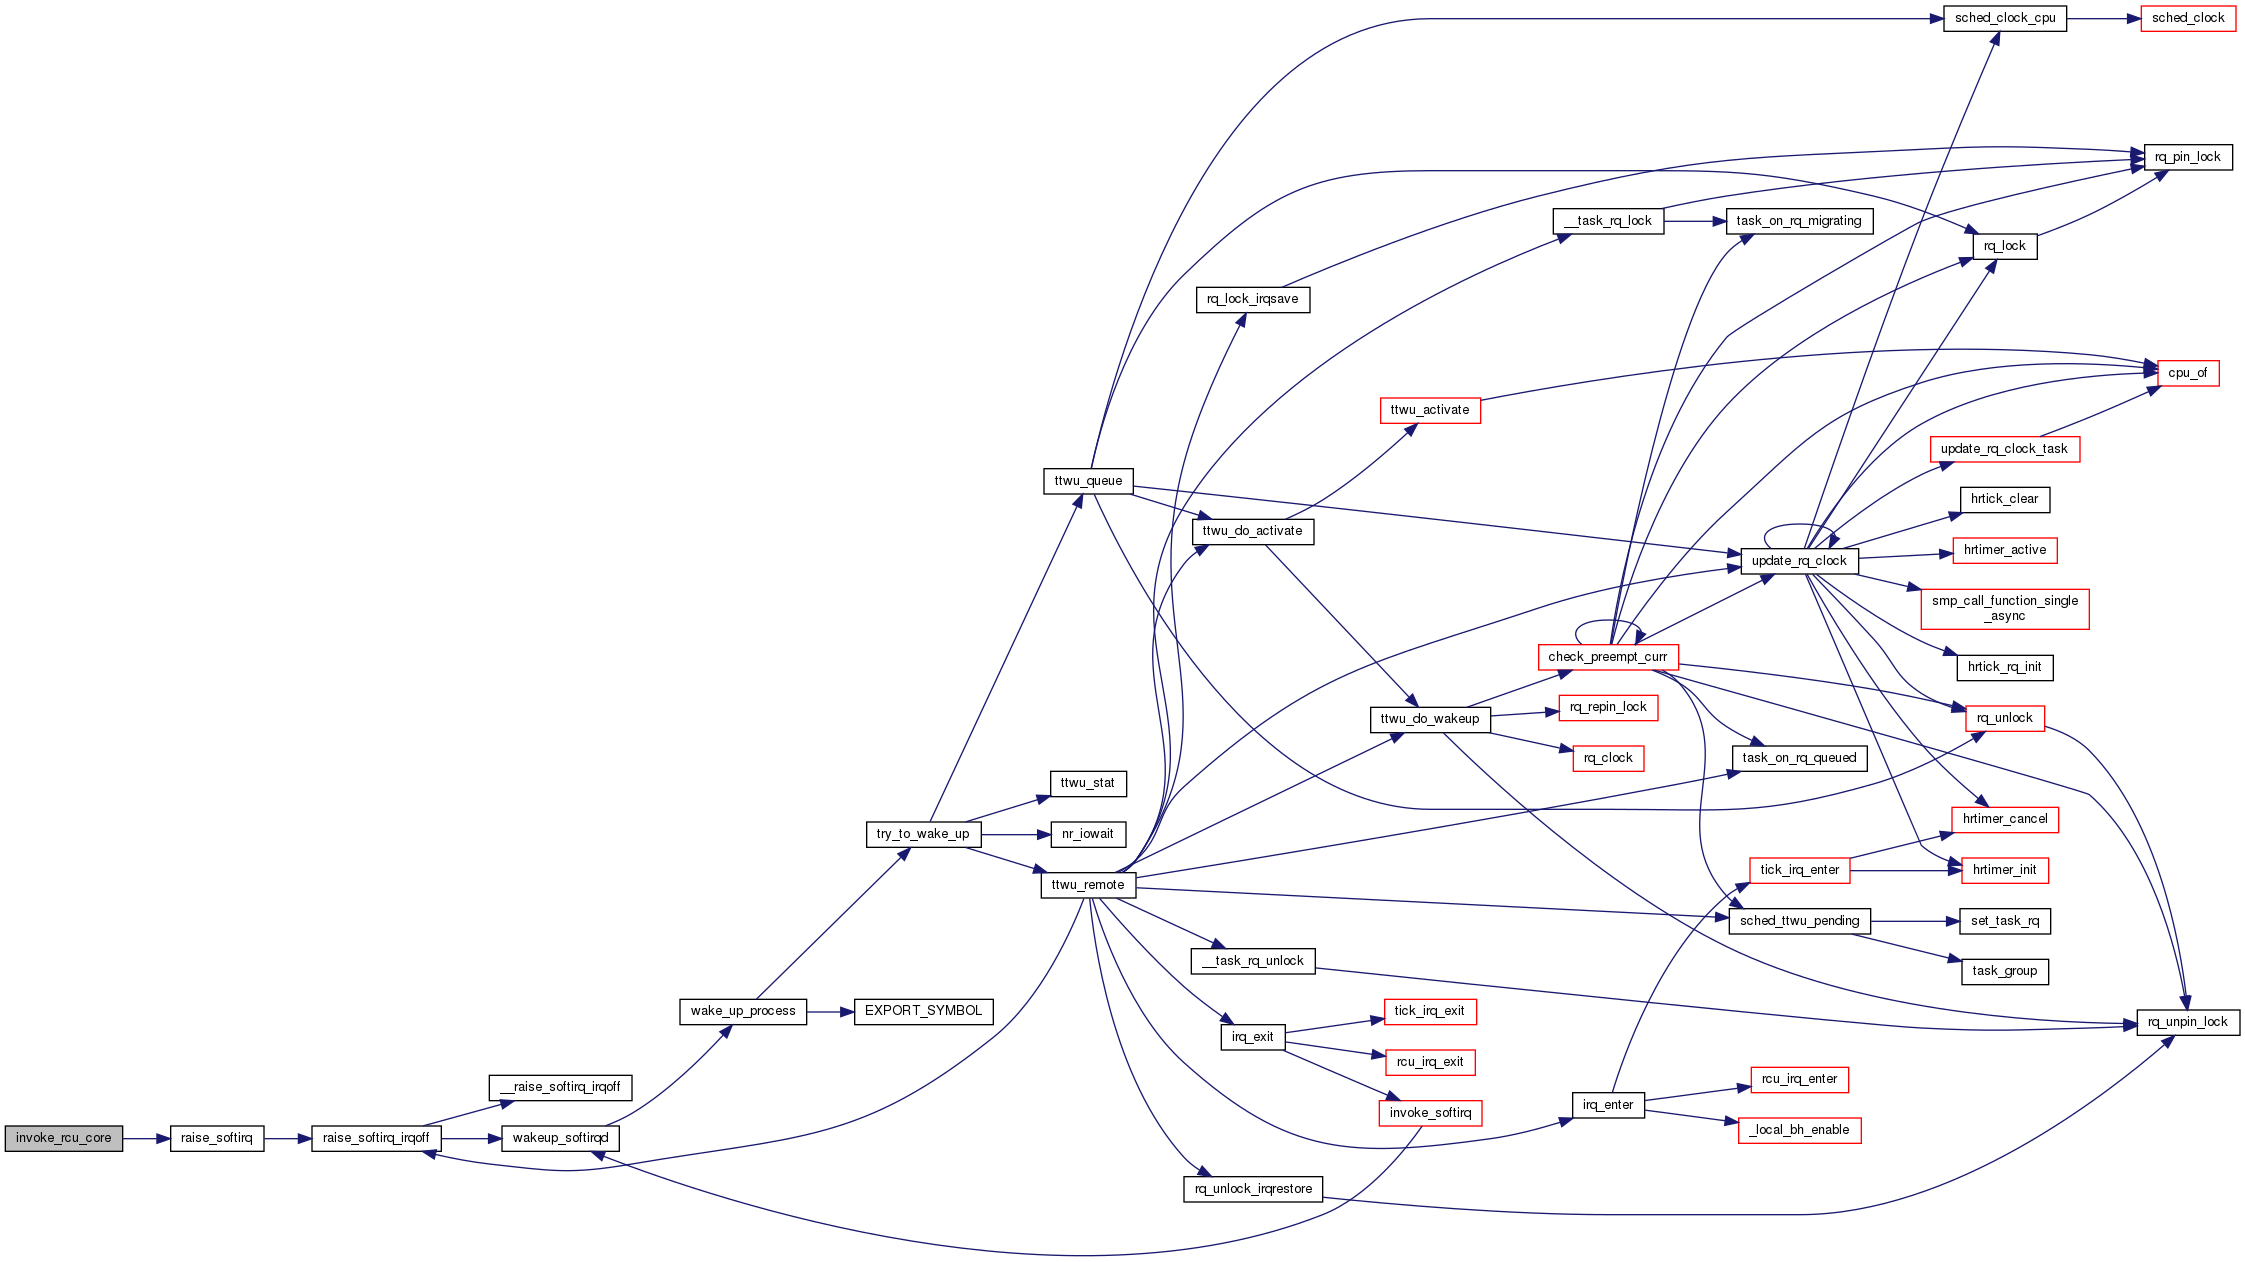 sched_clock_cpu
sched_clock
rq_pin_lock
__task_rq_lock
task_on_rq_migrating
rq_lock
rq_lock_irqsave
cpu_of
ttwu_activate
update_rq_clock_task
ttwu_queue
hrtick_clear
ttwu_do_activate
hrtimer_active
update_rq_clock
smp_call_function_single
_async
check_preempt_curr
hrtick_rq_init
rq_repin_lock
ttwu_do_wakeup
rq_unlock
rq_clock
task_on_rq_queued
ttwu_stat
hrtimer_cancel
try_to_wake_up
nr_iowait
tick_irq_enter
hrtimer_init
ttwu_remote
sched_ttwu_pending
set_task_rq
__task_rq_unlock
task_group
wake_up_process
EXPORT_SYMBOL
tick_irq_exit
rq_unpin_lock
irq_exit
rcu_irq_exit
rcu_irq_enter
__raise_softirq_irqoff
irq_enter
invoke_softirq
_local_bh_enable
invoke_rcu_core
raise_softirq
raise_softirq_irqoff
wakeup_softirqd
rq_unlock_irqrestore